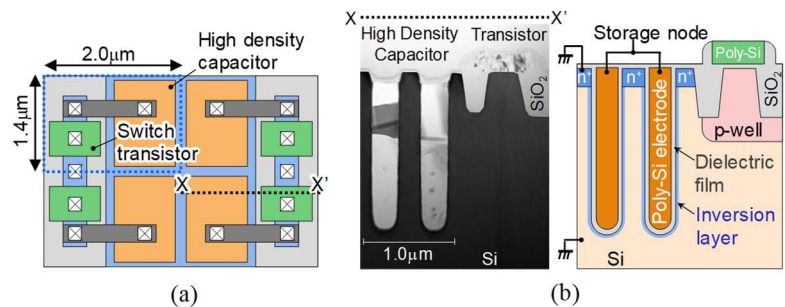 2.0μm
High density
capacitor
1.4μm
Switch
transistor
X
X'
(a)
X
X'
High Density
Capacitor
Transistor
SiO2
1.0μm
Si
Storage node
n+
n+
n+
Poly-Si
SiO2
p-well
Poly-Si electrode
Dielectric
film
Inversion
layer
Si
(b)